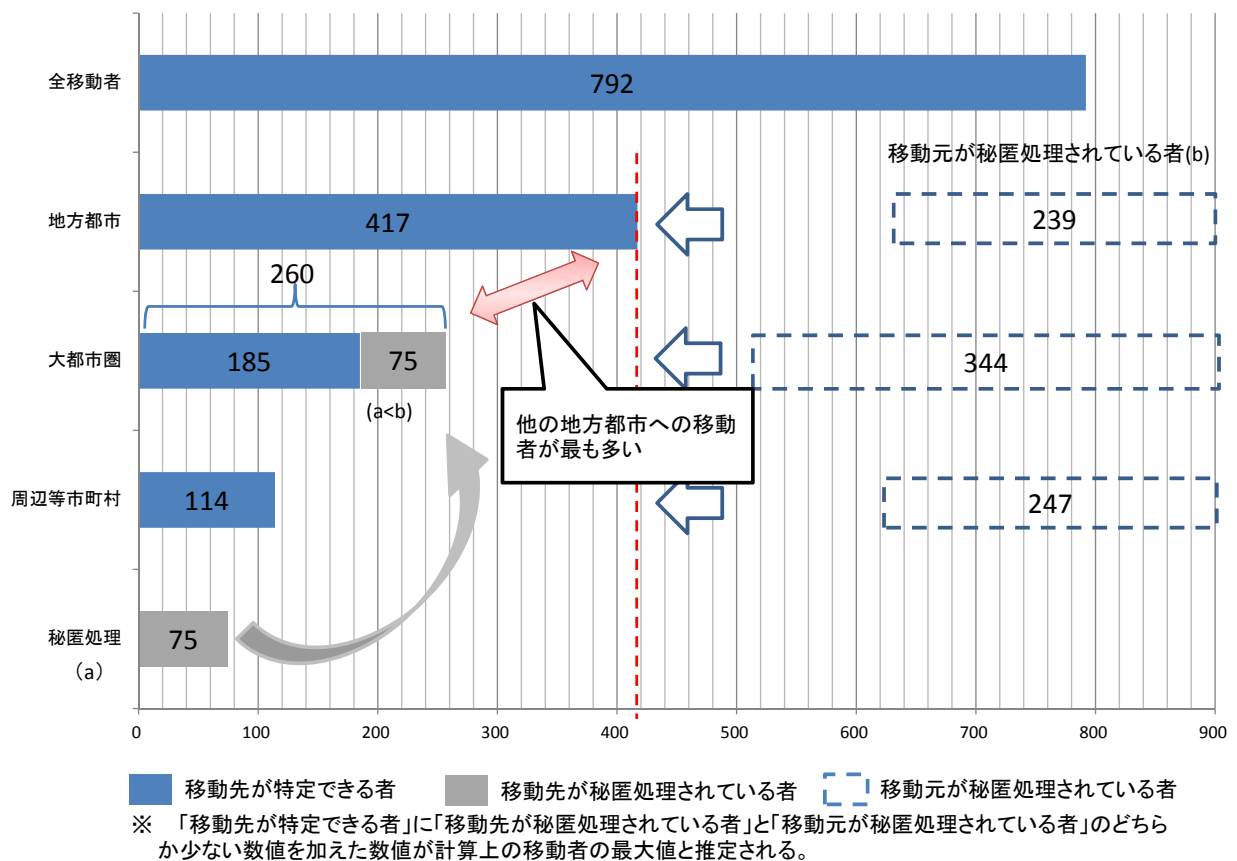 全移動者
792
移動元が秘匿処理されている者(b)
地方都市
417
239
260
大都市圏
185
75
344
(a<b)
他の地方都市への移動
者が最も多い
周辺等市町村
114
247
秘匿処理
(a)
75
0 100 200 300 400 500 600 700 800 900
移動先が特定できる者 移動先が秘匿処理されている者 移動元が秘匿処理されている者
※ 「移動先が特定できる者」に「移動先が秘匿処理されている者」と「移動元が秘匿処理されている者」のどちら
か少ない数値を加えた数値が計算上の移動者の最大値と推定される。